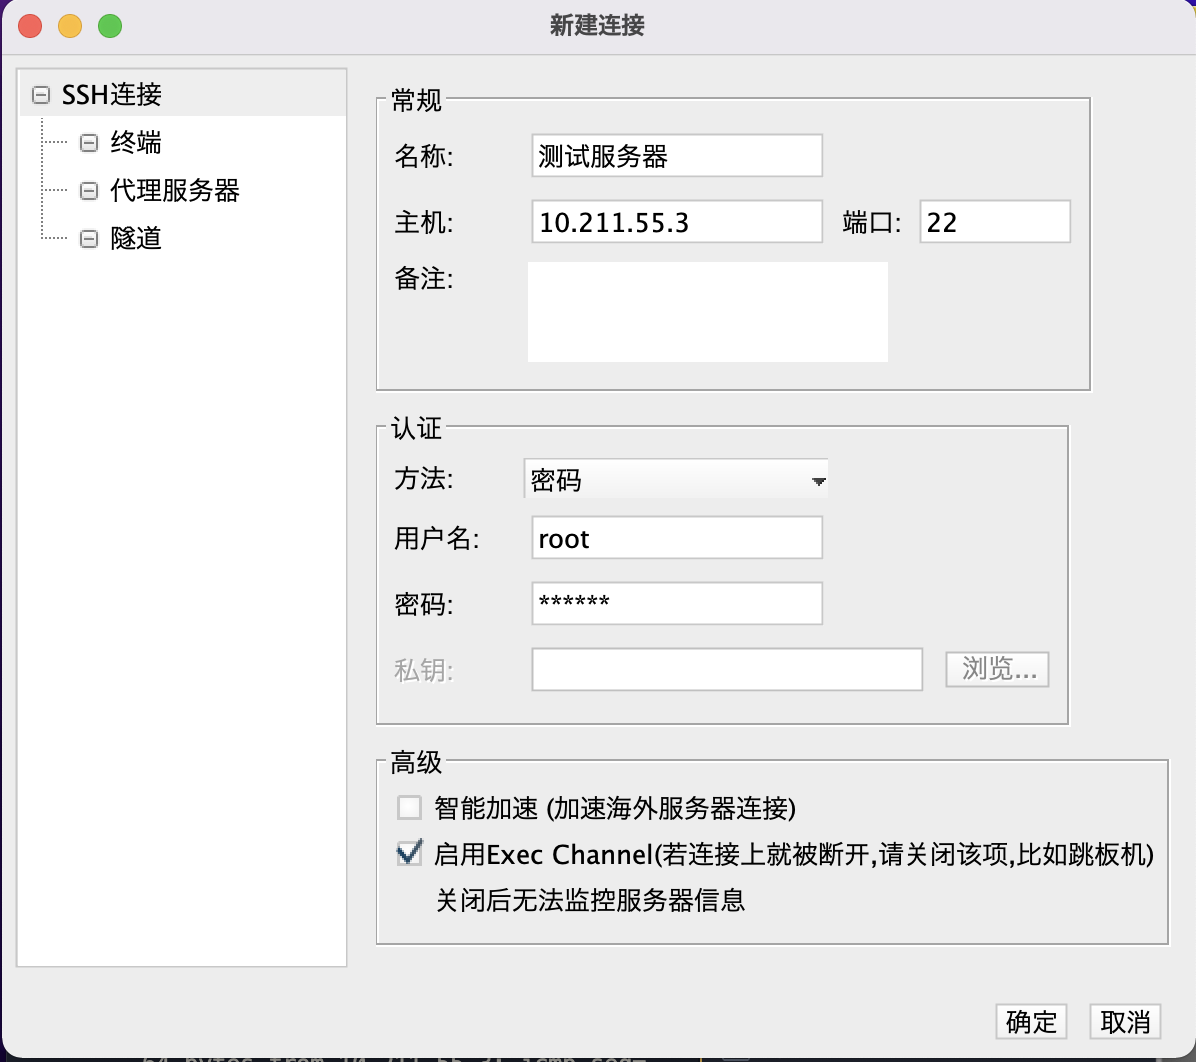 新建连接
SSH连接
终端
代理服务器
隧道
常规
名称: 测试服务器
主机: 10.211.55.3 端口: 22
备注:
认证
方法: 密码
用户名: root
密码: ******
私钥: 浏览...
高级
智能加速 (加速海外服务器连接)
启用Exec Channel(若连接上就被断开,请关闭该项,比如跳板机)
关闭后无法监控服务器信息
确定 取消